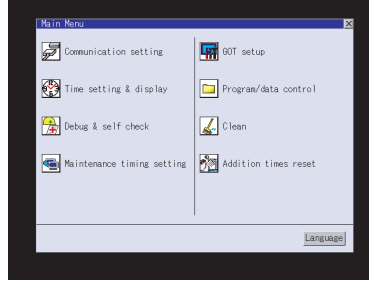 Main Menu
Communication setting
GOT setup
Time setting & display
Program/data control
Debug & self check
Clean
Maintenance timing setting
Addition times reset
Language